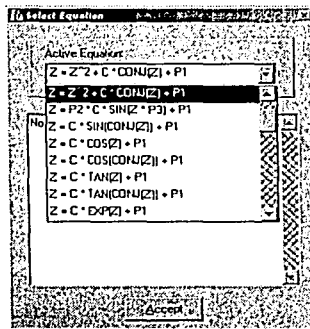 Select Equation
Active Equation:
Z = Z^2 + C * CONJ(Z) + P1
Z = Z^2 + C * CONJ(Z) + P1
Z = P2 * C * SIN(Z * P3) + P1
Z = C * SIN(CONJ(Z)) + P1
Z = C * COS(Z) + P1
Z = C * COS(CONJ(Z)) + P1
Z = C * TAN(Z) + P1
Z = C * TAN(CONJ(Z)) + P1
Z = C * EXP(Z) + P1
No
Accept